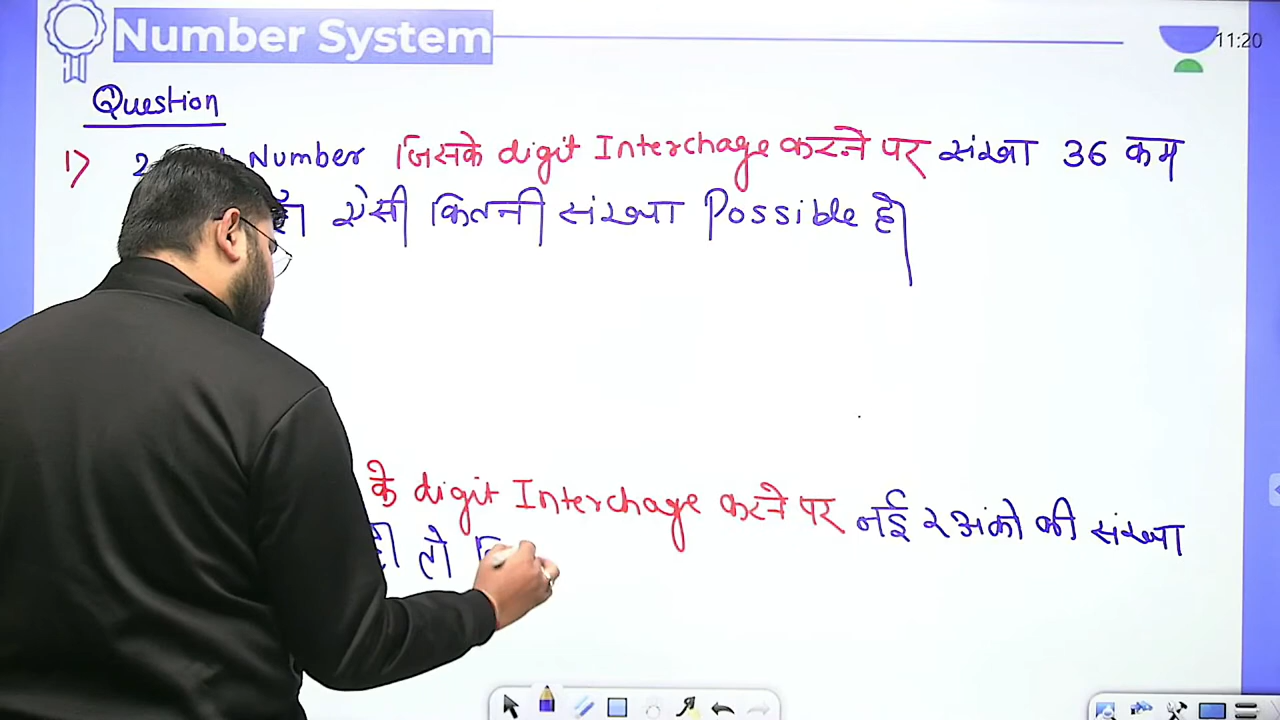 Number System
11:20
Question
1) 2 Number जिसके digit Interchage करने पर संख्या 36 कम
है। ऐसी कितनी संख्या Possible है।
के digit Interchage करने पर नई 2 अंको की संख्या
हो तो